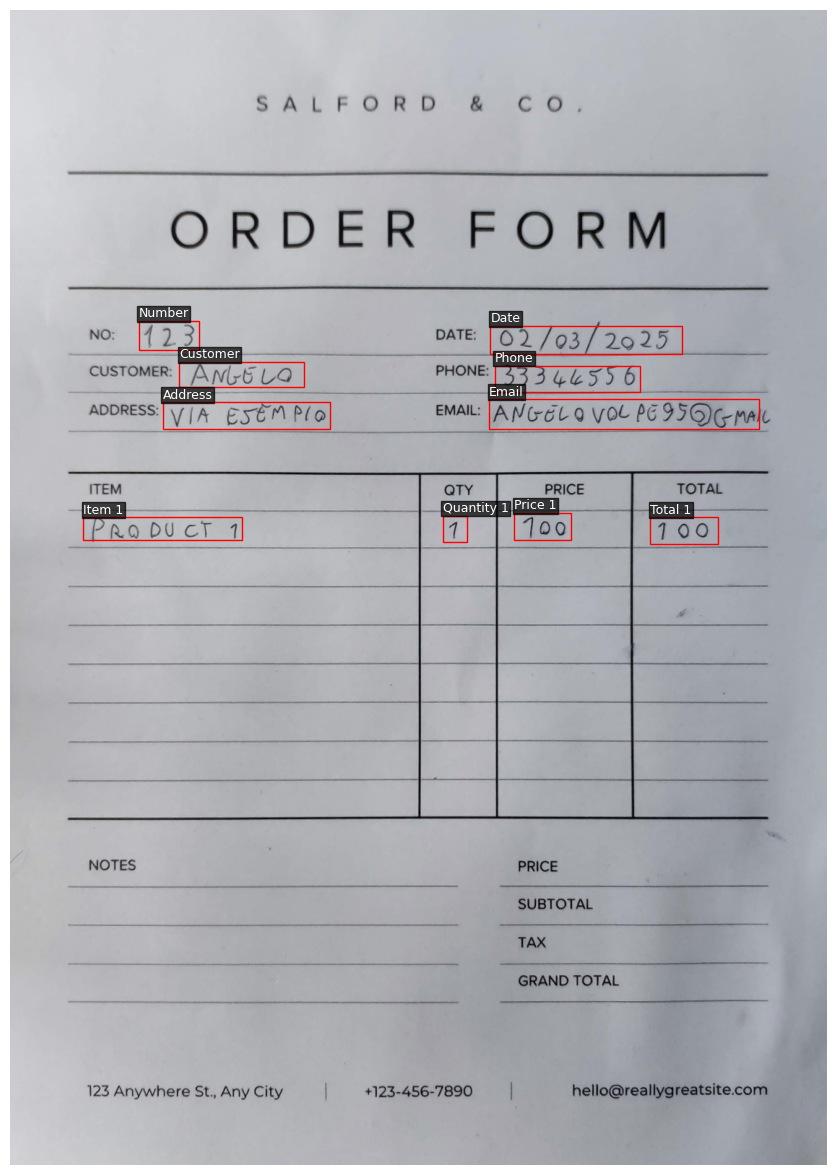 SALFORD & CO.
ORDER FORM
Number
NO: 123
Date
DATE: 02/03/2025
Customer
CUSTOMER: ANGELO
Phone
PHONE: 33344556
Address
ADDRESS: VIA ESEMPIO
Email
EMAIL: ANGELOVOLPE95@GMAIL
ITEM QTY PRICE TOTAL
Item 1 Quantity 1 Price 1 Total 1
PRODUCT 1 1 100 100
NOTES
PRICE
SUBTOTAL
TAX
GRAND TOTAL
123 Anywhere St., Any City | +123-456-7890 | hello@reallygreatsite.com